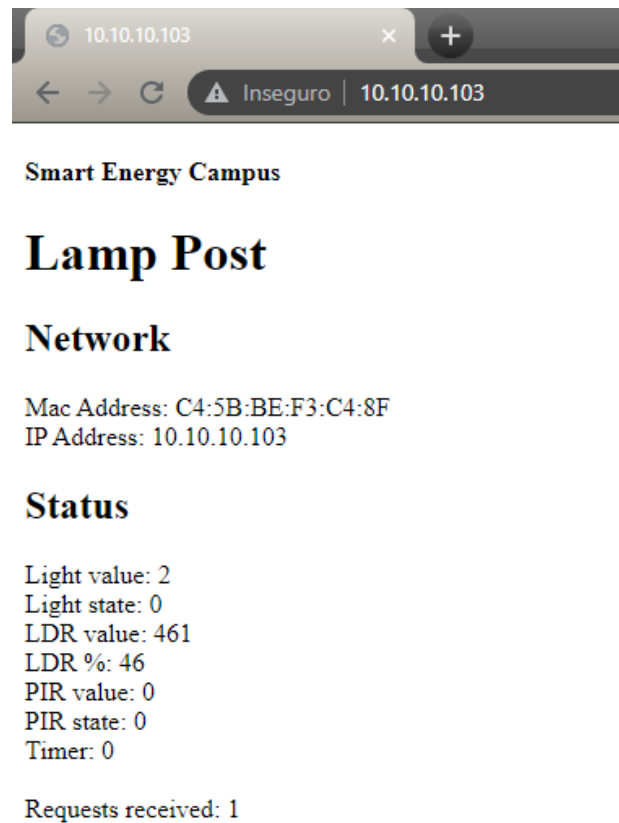 10.10.10.103
Inseguro 10.10.10.103
Smart Energy Campus
Lamp Post
Network
Mac Address: C4:5B:BE:F3:C4:8F
IP Address: 10.10.10.103
Status
Light value: 2
Light state: 0
LDR value: 461
LDR %: 46
PIR value: 0
PIR state: 0
Timer: 0
Requests received: 1